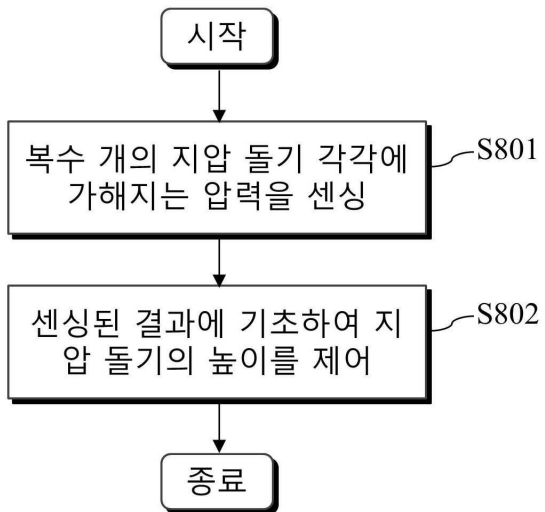 시작
복수 개의 지압 돌기 각각에
가해지는 압력을 센싱
S801
센싱된 결과에 기초하여 지
압 돌기의 높이를 제어
S802
종료